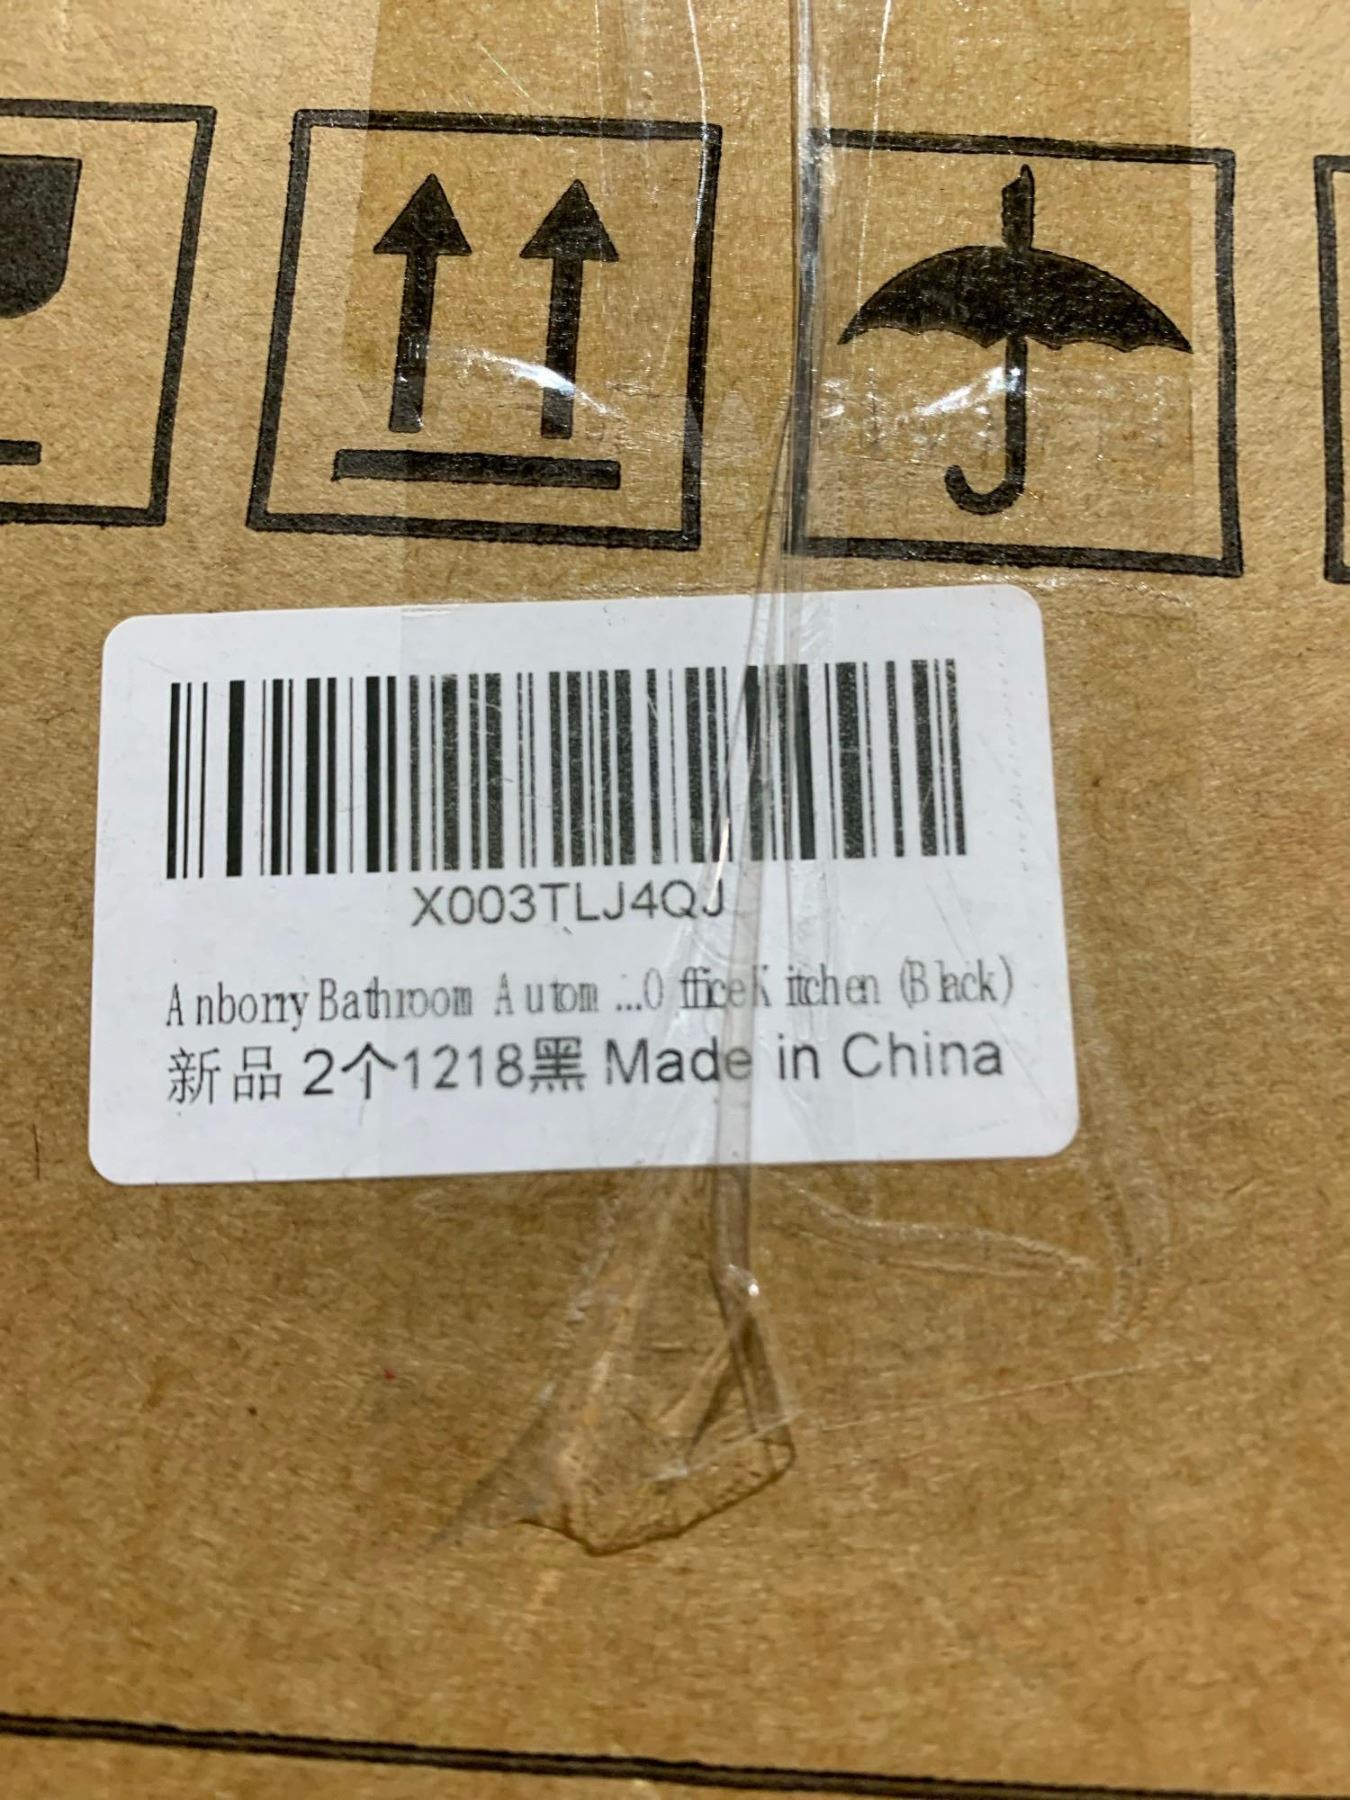 X003TLJ4QJ
Anborry Bathroom Autom ...Office Kitchen (Black)
新品 2个1218黑 Made in China